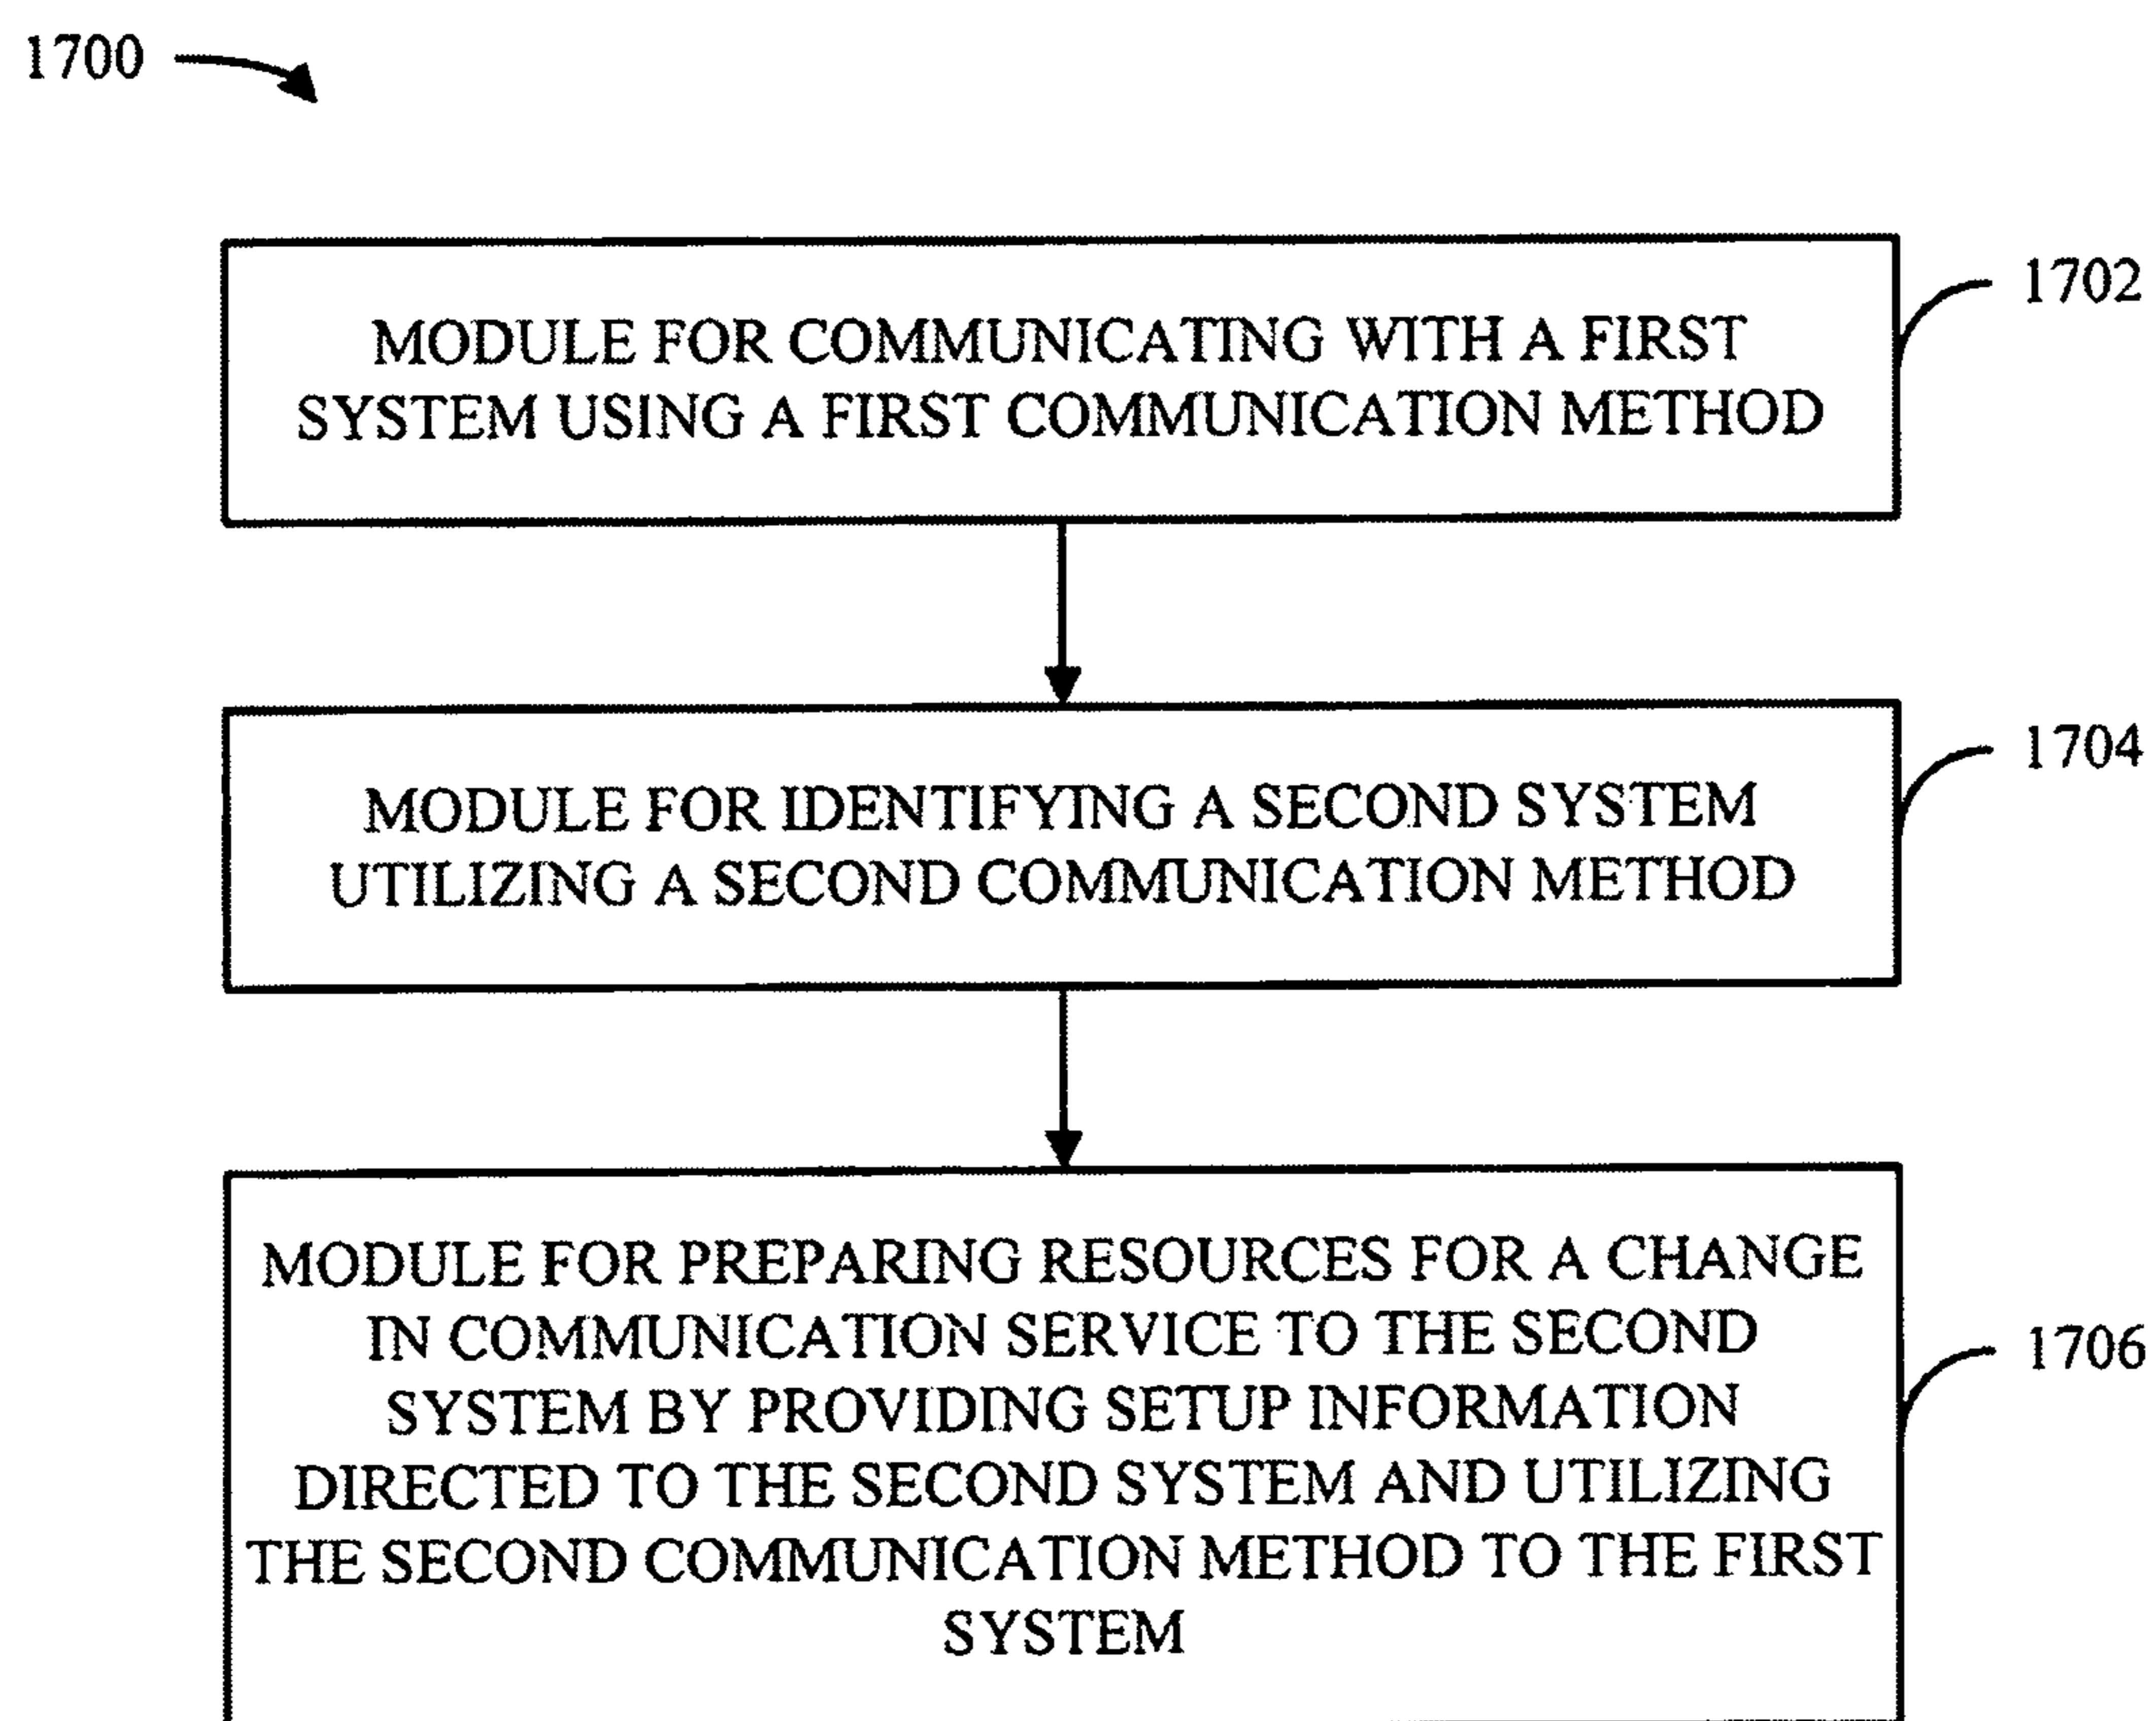 1700
1702
MODULE FOR COMMUNICATING WITH A FIRST
SYSTEM USING A FIRST COMMUNICATION METHOD
1704
MODULE FOR IDENTIFYING A SECOND SYSTEM
UTILIZING A SECOND COMMUNICATION METHOD
MODULE FOR PREPARING RESOURCES FOR A CHANGE
IN COMMUNICATION SERVICE TO THE SECOND
1706
SYSTEM BY PROVIDING SETUP INFORMATION
DIRECTED TO THE SECOND SYSTEM AND UTILIZING
THE SECOND COMMUNICATION METHOD TO THE FIRST
SYSTEM